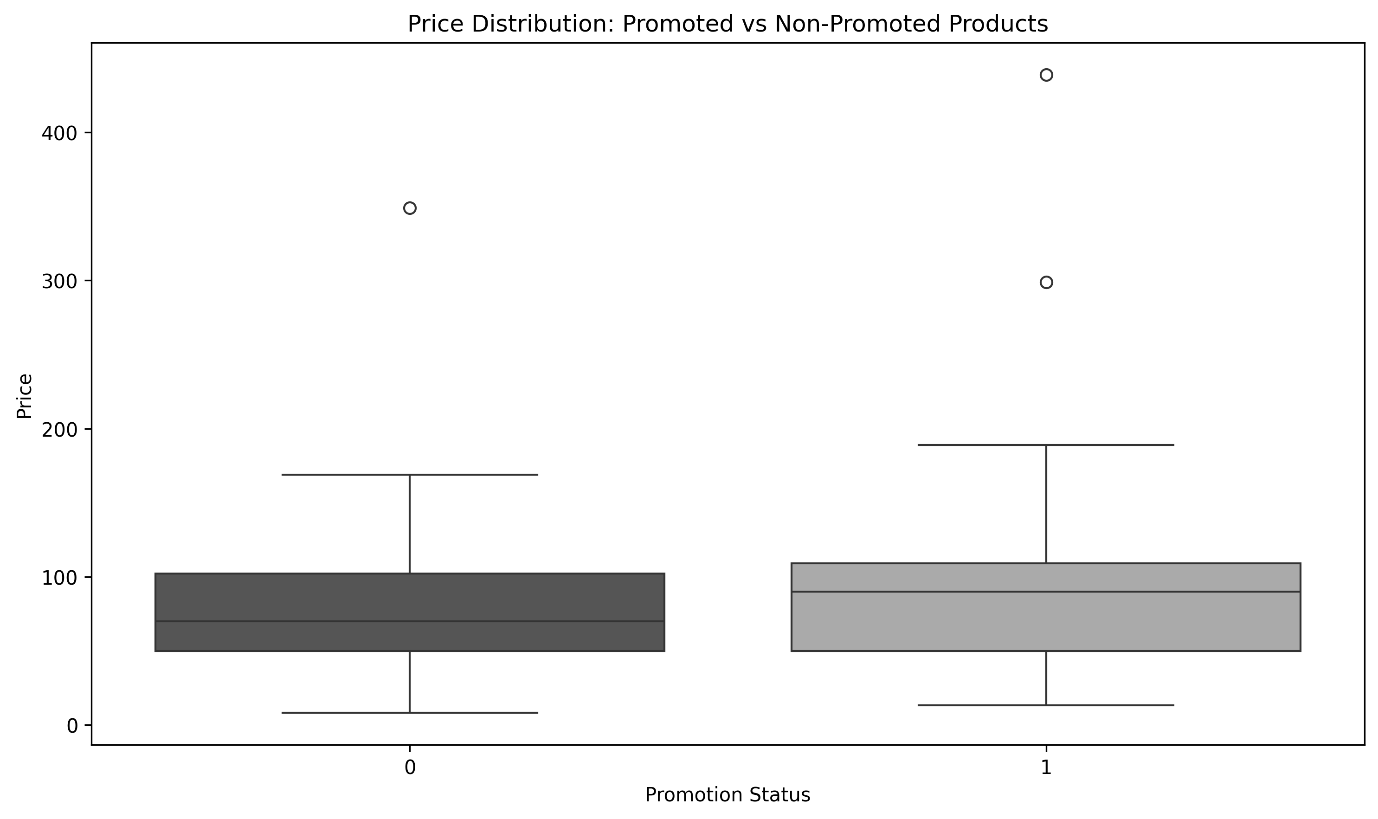 Price Distribution: Promoted vs Non-Promoted Products
Price
400
300
200
100
0
0 1
Promotion Status